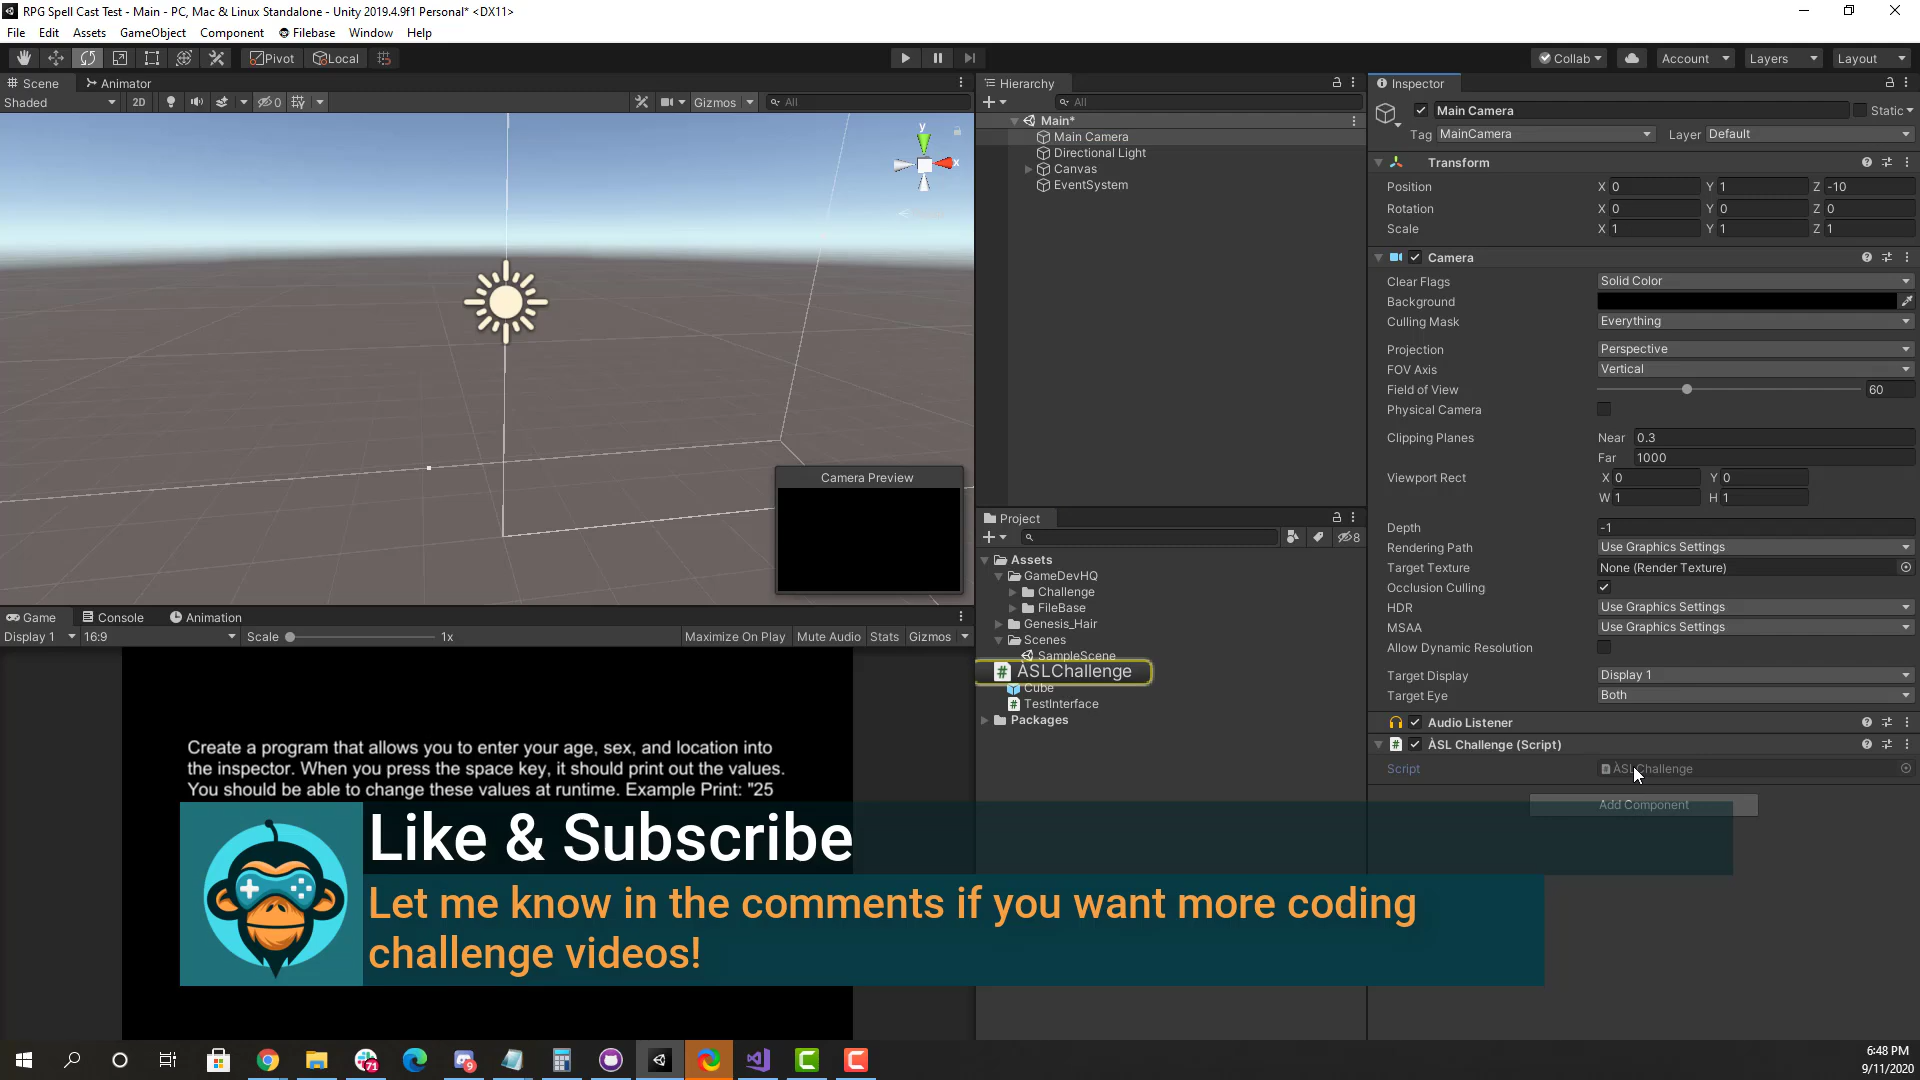 RPG Spell Cast Test - Main - PC, Mac & Linux Standalone - Unity 2019.4.9f1 Personal* <DX11>
File Edit Assets GameObject Component Filebase Window Help
Pivot Local Collab Account Layers Layout
Scene Animator
Shaded 2D 0 Gizmos All
y
x
Camera Preview
Game Console Animation
Display 1 16:9 Scale 1x Maximize On Play Mute Audio Stats Gizmos
Create a program that allows you to enter your age, sex, and location into
the inspector. When you press the space key, it should print out the values.
You should be able to change these values at runtime. Example Print: "25
Like & Subscribe
Let me know in the comments if you want more coding
challenge videos!
Hierarchy
All
Main*
Main Camera
Directional Light
Canvas
EventSystem
Project
8
Assets
GameDevHQ
Challenge
FileBase
Genesis_Hair
Scenes
SampleScene
ÀSLChallenge
Cube
TestInterface
Packages
Inspector
Main Camera Static
Tag MainCamera Layer Default
Transform
Position X 0 Y 1 Z -10
Rotation X 0 Y 0 Z 0
Scale X 1 Y 1 Z 1
Camera
Clear Flags Solid Color
Background
Culling Mask Everything
Projection Perspective
FOV Axis Vertical
Field of View 60
Physical Camera
Clipping Planes Near 0.3
Far 1000
Viewport Rect X 0 Y 0
W 1 H 1
Depth -1
Rendering Path Use Graphics Settings
Target Texture None (Render Texture)
Occlusion Culling
HDR Use Graphics Settings
MSAA Use Graphics Settings
Allow Dynamic Resolution
Target Display Display 1
Target Eye Both
Audio Listener
ÀSL Challenge (Script)
Script ÀSLChallenge
Add Component
71
9
6:48 PM
9/11/2020